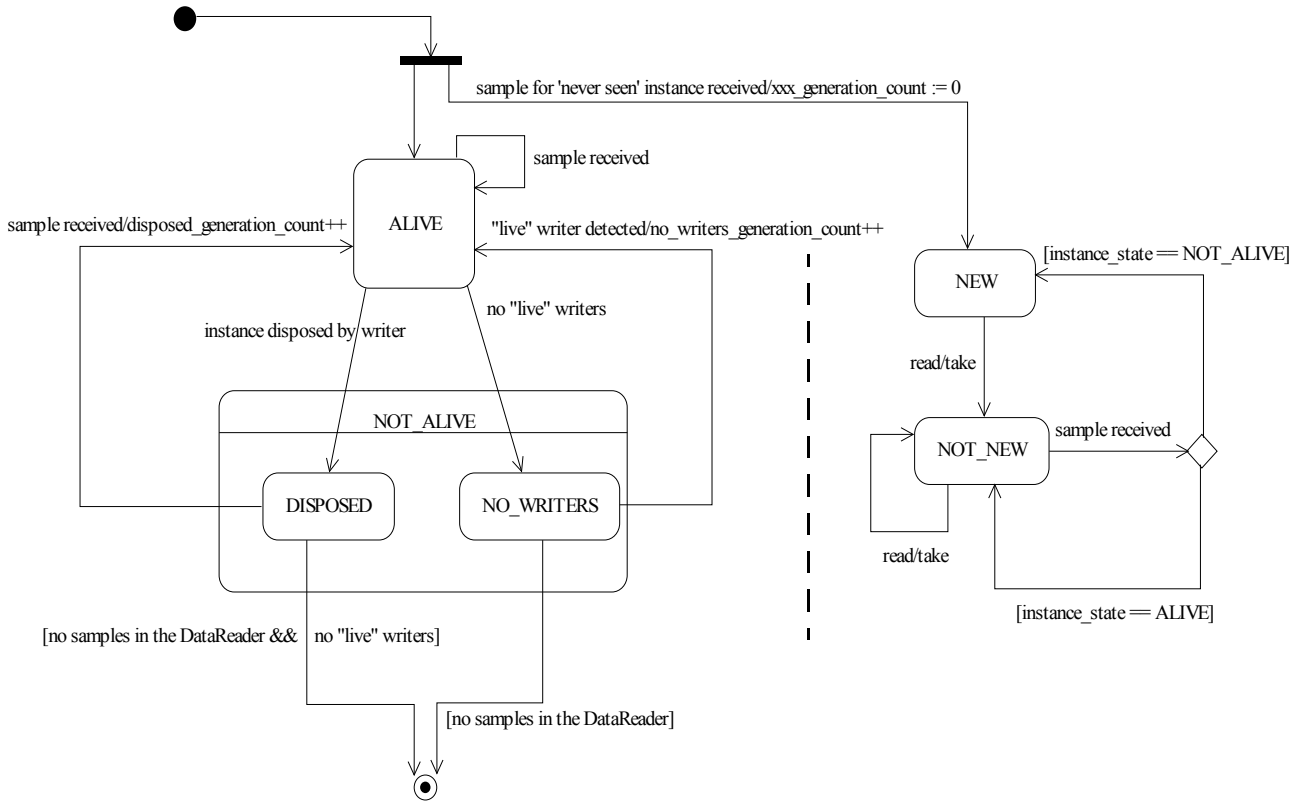 sample for 'never seen' instance received/xxx_generation_count := 0
sample received
ALIVE
sample received/disposed_generation_count++
"live" writer detected/no_writers_generation_count++
[instance_state == NOT_ALIVE]
NEW
no "live" writers
instance disposed by writer
read/take
NOT_ALIVE
sample received
NOT_NEW
DISPOSED
NO_WRITERS
read/take
[instance_state == ALIVE]
[no samples in the DataReader && no "live" writers]
[no samples in the DataReader]